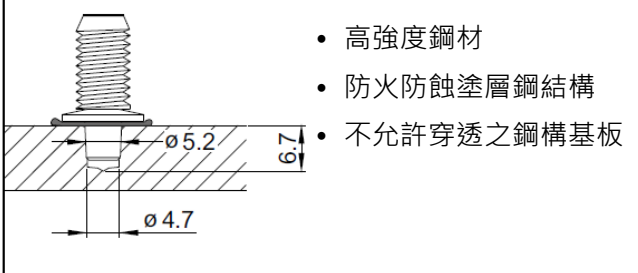 • 高強度鋼材
• 防火防蝕塗層鋼結構
• 不允許穿透之鋼構基板
ø 5.2
6.7
ø 4.7